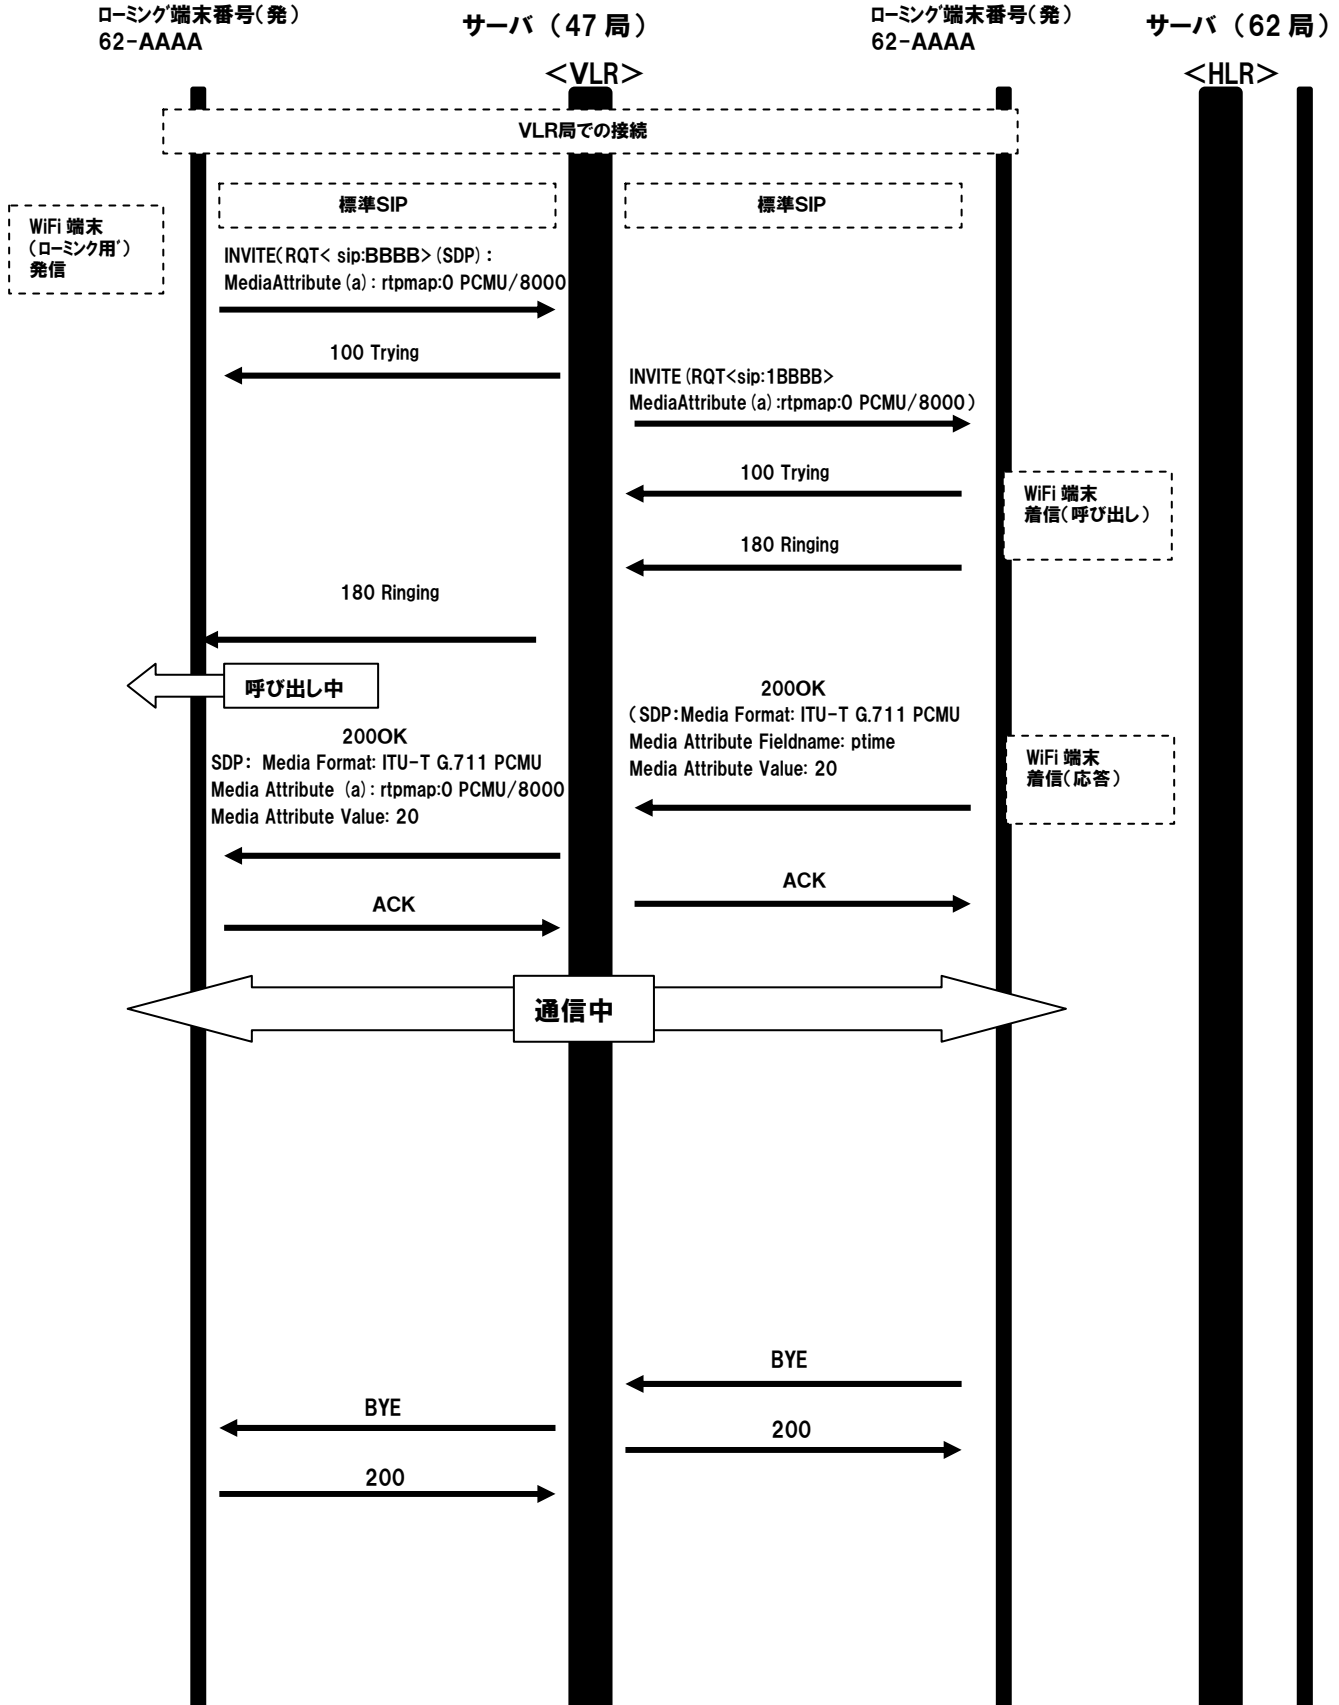 ローミング端末番号(発)
62-AAAA
サーバ（47局）
<VLR>
ローミング端末番号(発)
62-AAAA
サーバ（62局）
<HLR>
VLR局での接続
標準SIP
標準SIP
WiFi 端末
(ローミンク用゛)
発信
INVITE(RQT< sip:BBBB> (SDP) :
MediaAttribute (a) : rtpmap:0 PCMU/8000
100 Trying
INVITE (RQT<sip:1BBBB>
MediaAttribute (a) :rtpmap:0 PCMU/8000)
100 Trying
WiFi 端末
着信(呼び出し)
180 Ringing
180 Ringing
呼び出し中
200OK
(SDP:Media Format: ITU-T G.711 PCMU
Media Attribute Fieldname: ptime
Media Attribute Value: 20
200OK
SDP: Media Format: ITU-T G.711 PCMU
Media Attribute (a) : rtpmap:0 PCMU/8000
Media Attribute Value: 20
WiFi 端末
着信(応答)
ACK
ACK
通信中
BYE
BYE
200
200